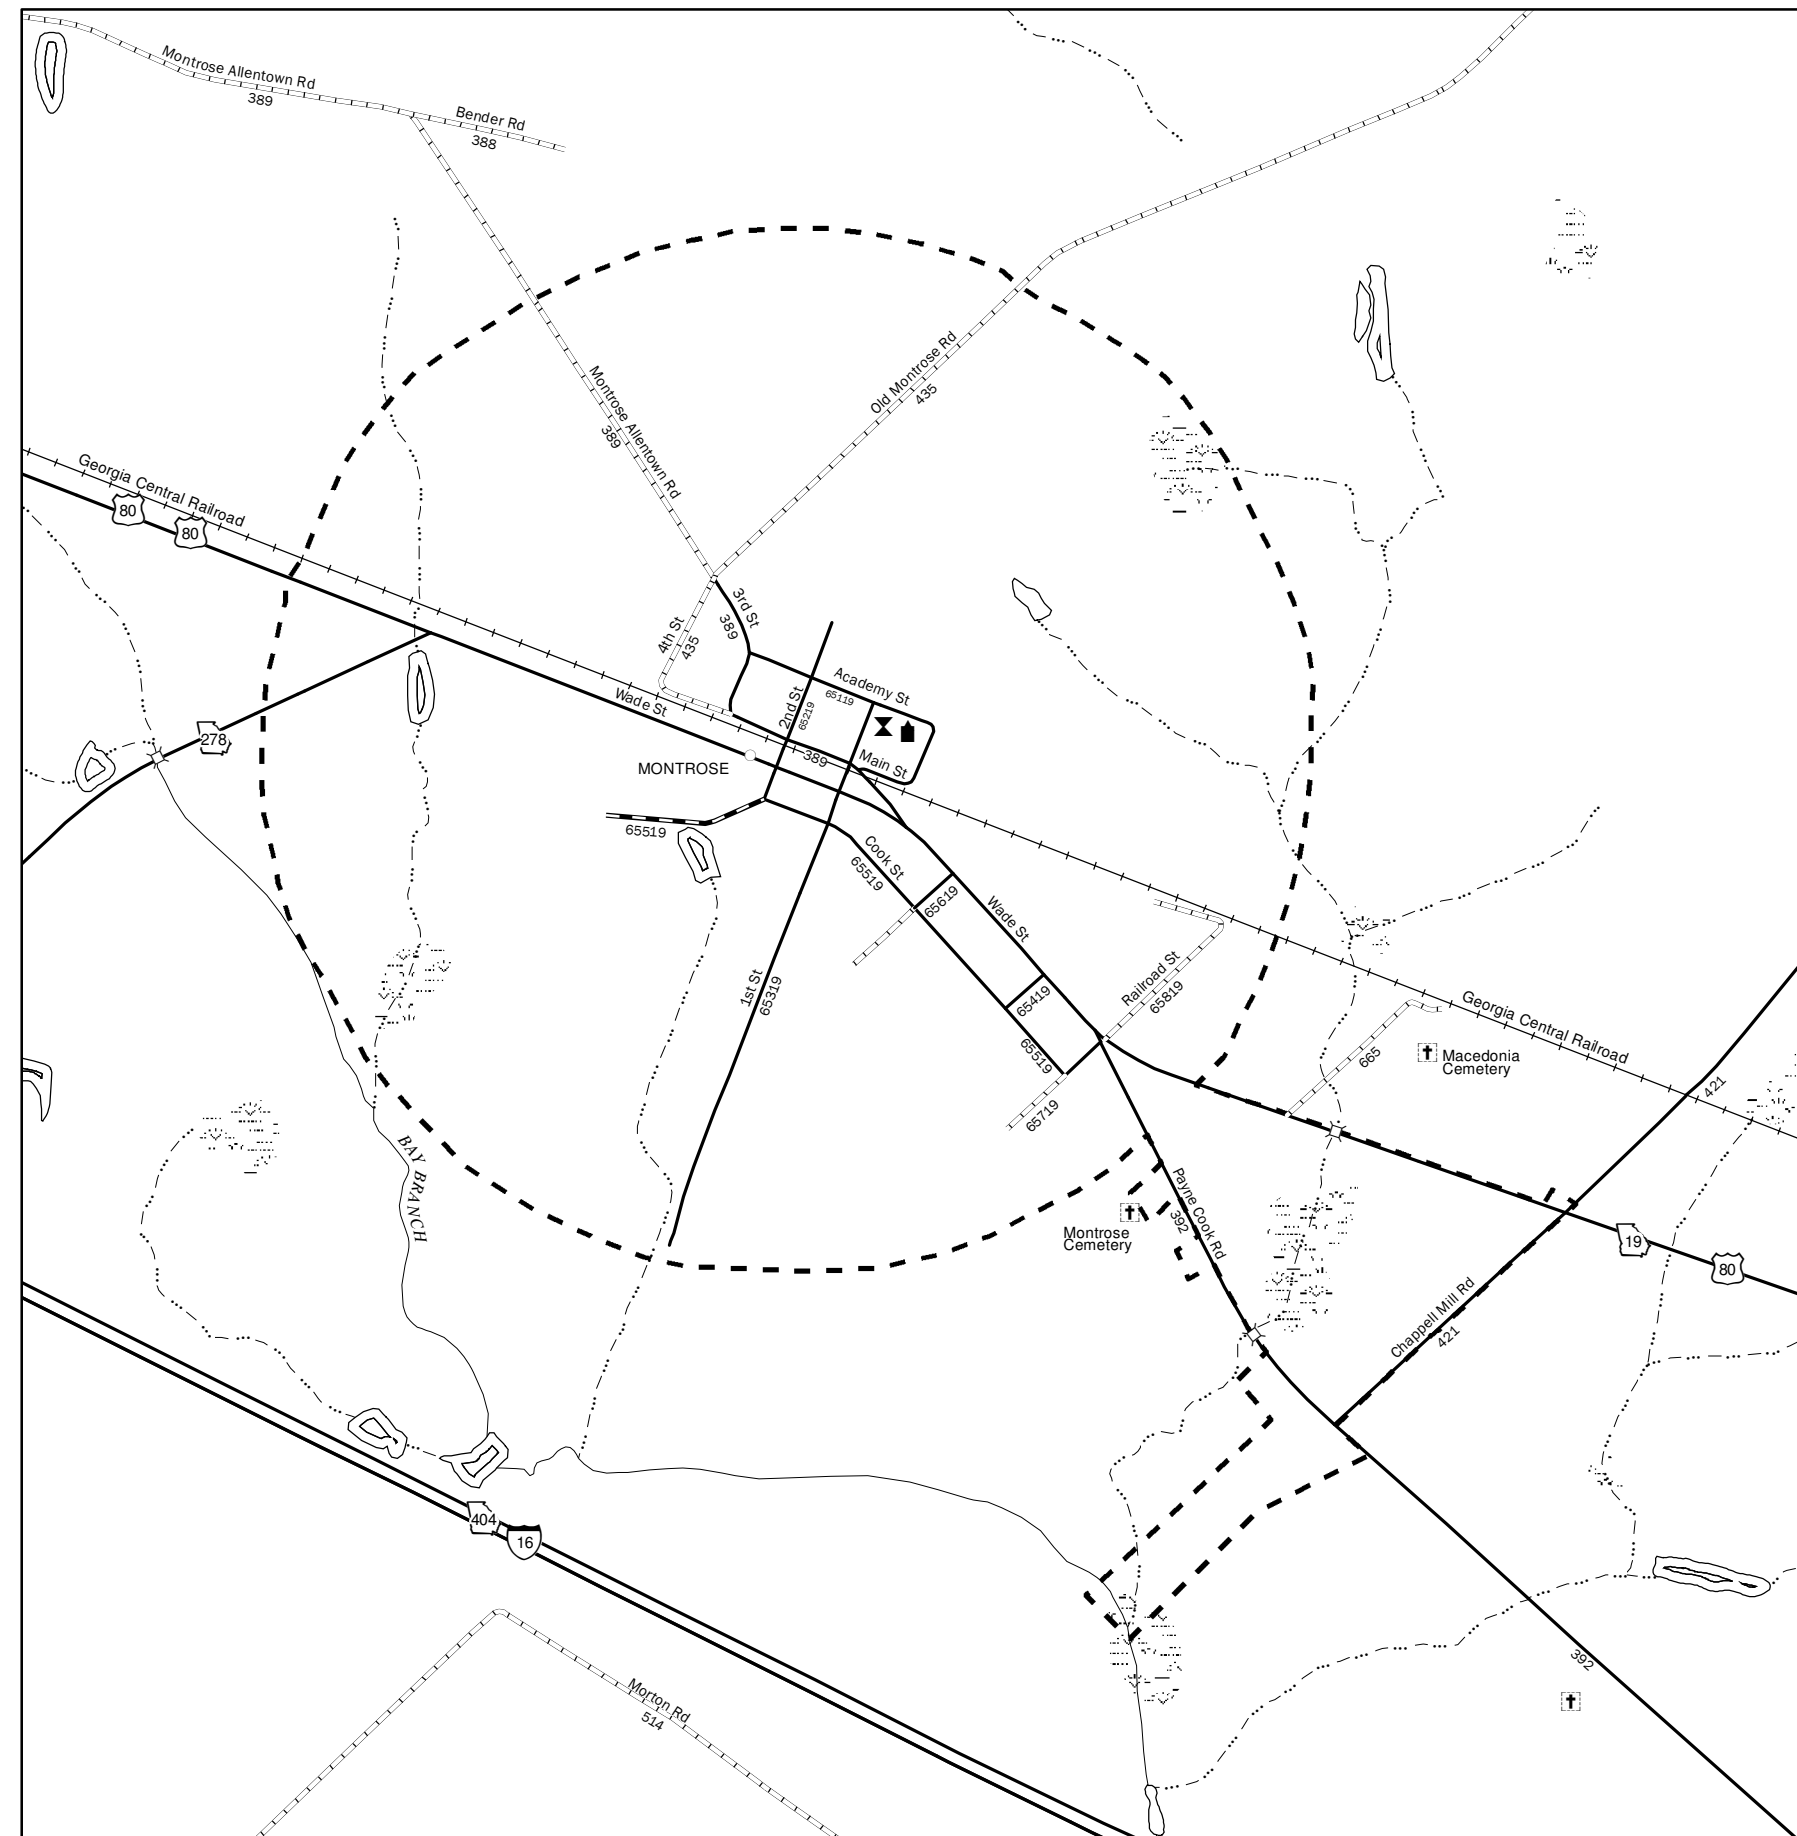 Montrose Allentown Rd
389
Bender Rd
388
Old Montrose Rd
435
Montrose Allentown Rd
389
Georgia Central Railroad
80
80
3rd St
389
4th St
435
Academy St
65119
2nd St
65219
Wade St
278
Main St
389
MONTROSE
65519
Cook St
65519
65619
Wade St
1st St
65319
Railroad St
65819
65419
65519
65719
Georgia Central Railroad
665
Macedonia
Cemetery
421
BAY BRANCH
Payne Cook Rd
392
Montrose
Cemetery
19
80
Chappell Mill Rd
421
404
16
392
Morton Rd
514